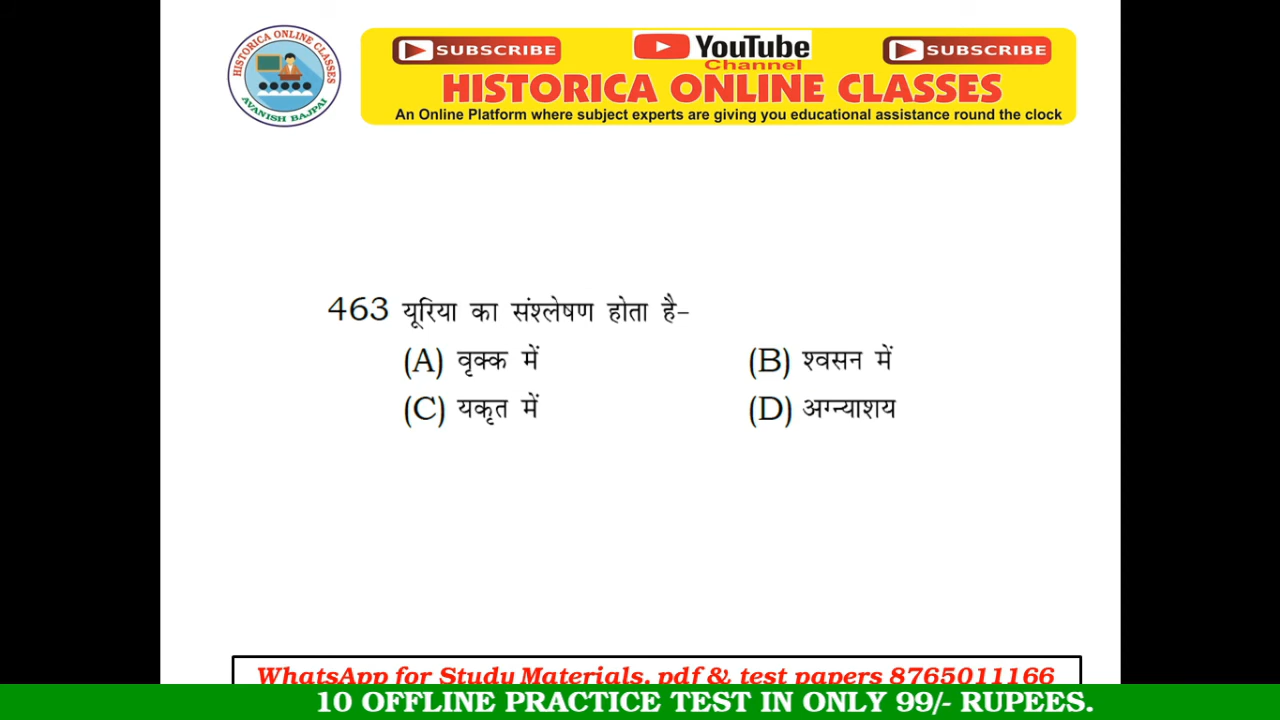 HISTORICA ONLINE CLASSES
AVANISH BAJPAI
SUBSCRIBE YouTube SUBSCRIBE
Channel
HISTORICA ONLINE CLASSES
An Online Platform where subject experts are giving you educational assistance round the clock
463 यूरिया का संश्लेषण होता है-
(A) वृक्क में (B) श्वसन में
(C) यकृत में (D) अग्न्याशय
WhatsApp for Study Materials, pdf & test papers 8765011166
10 OFFLINE PRACTICE TEST IN ONLY 99/- RUPEES.